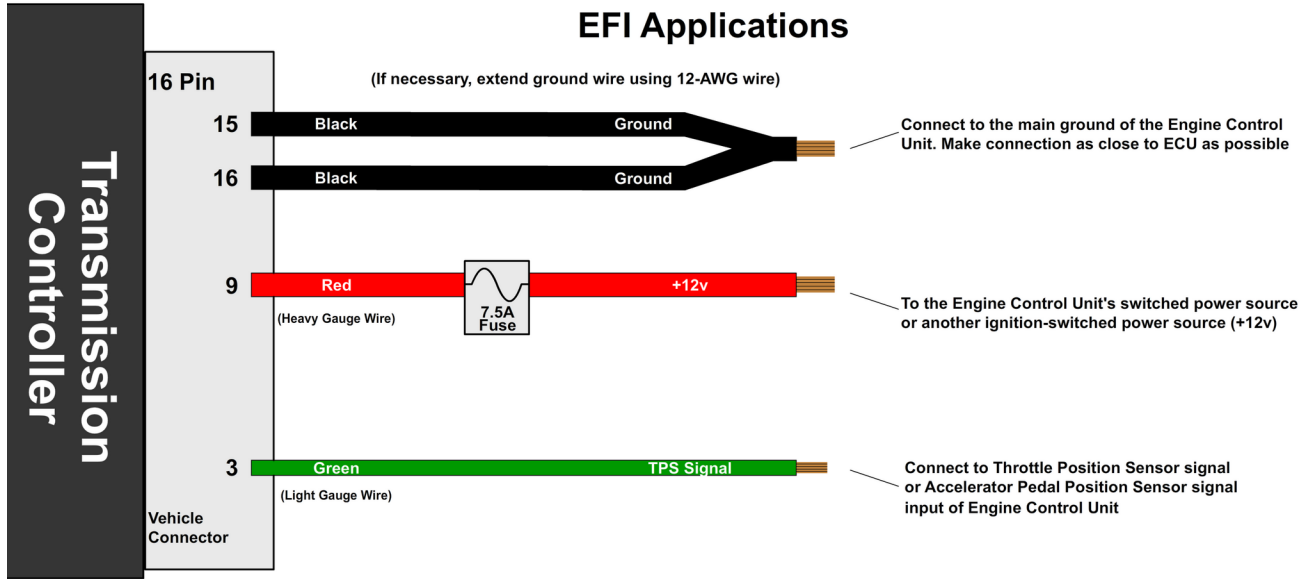 EFI Applications
Transmission
Controller
16 Pin
(If necessary, extend ground wire using 12-AWG wire)
15
Black
Ground
Connect to the main ground of the Engine Control
Unit. Make connection as close to ECU as possible
16
Black
Ground
9
Red
7.5A
Fuse
+12v
(Heavy Gauge Wire)
To the Engine Control Unit's switched power source
or another ignition-switched power source (+12v)
3
Green
TPS Signal
(Light Gauge Wire)
Connect to Throttle Position Sensor signal
or Accelerator Pedal Position Sensor signal
input of Engine Control Unit
Vehicle
Connector